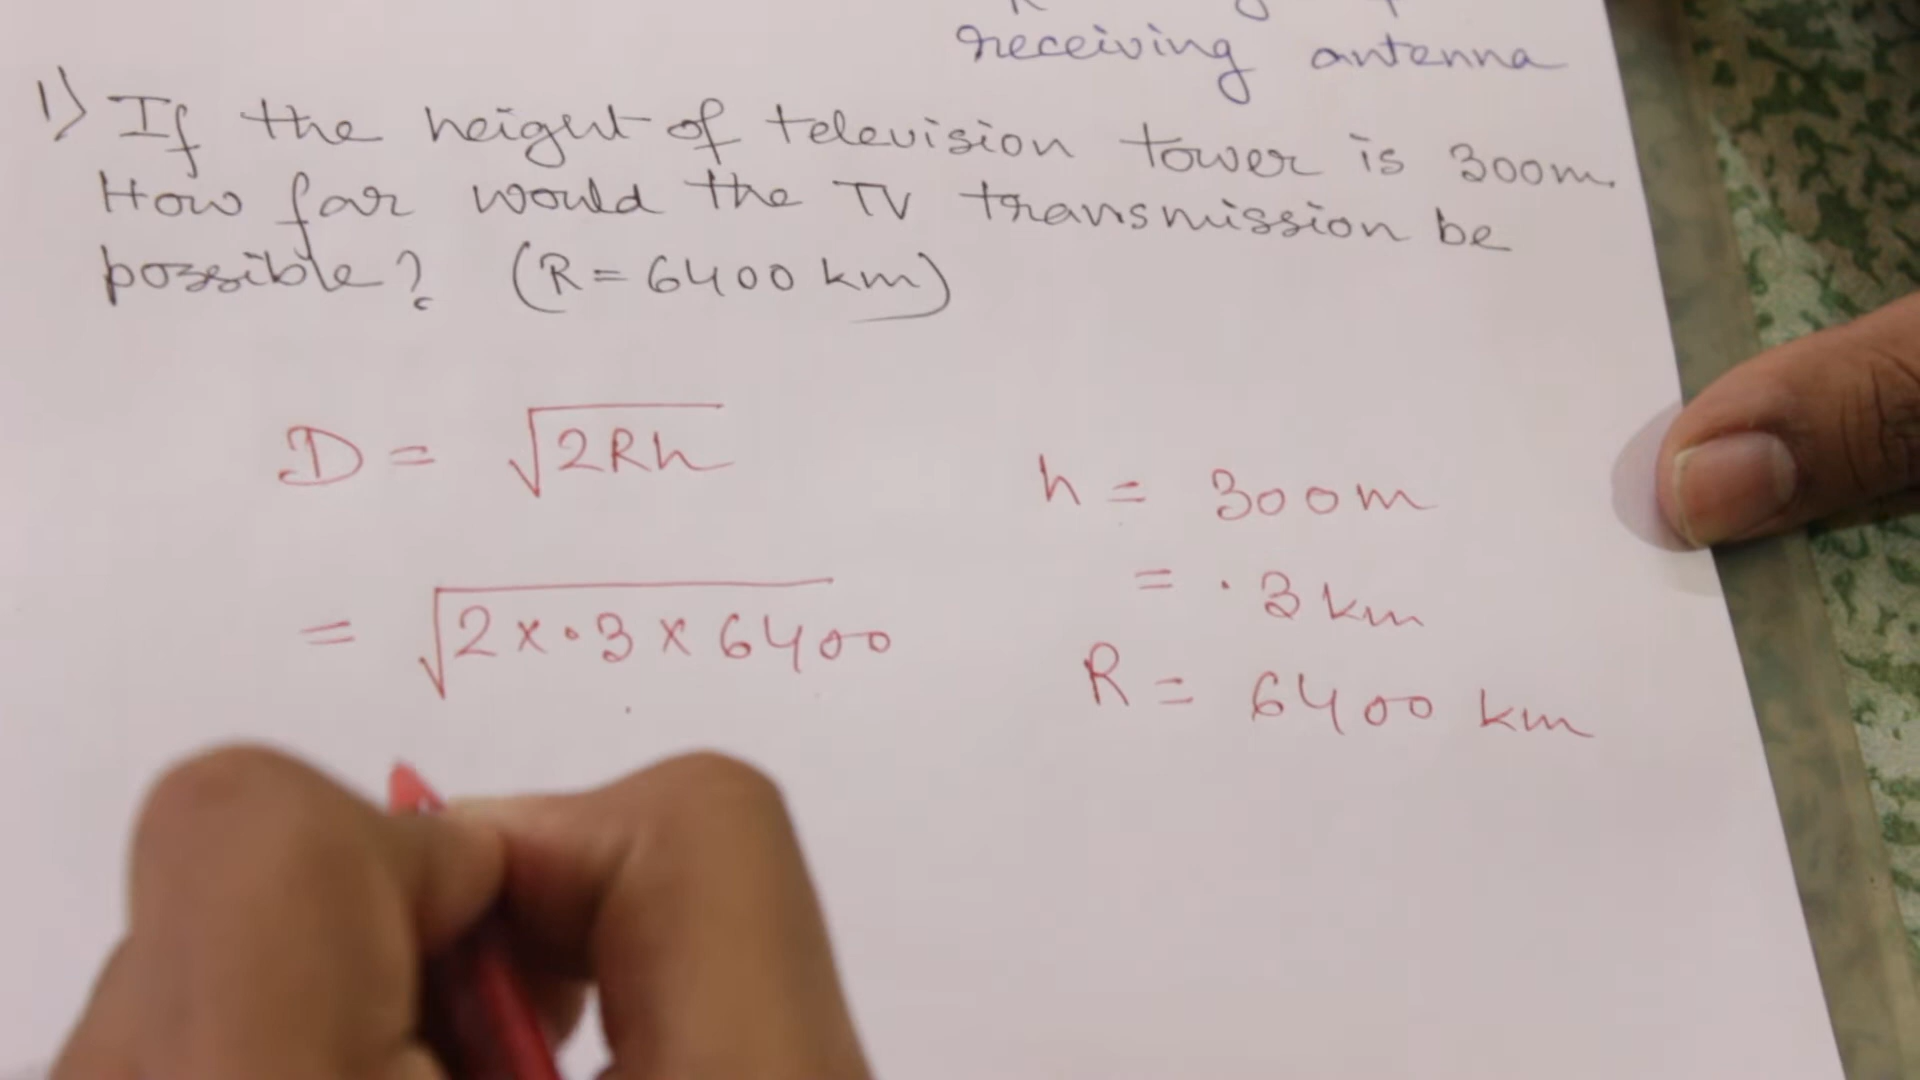 receiving antenna
1) If the height of television tower is 300m.
How far would the TV transmission be
possible? (R = 6400 km)
D = √2Rh
h = 300m
= √2 x .3 x 6400
= .3 km
R = 6400 km